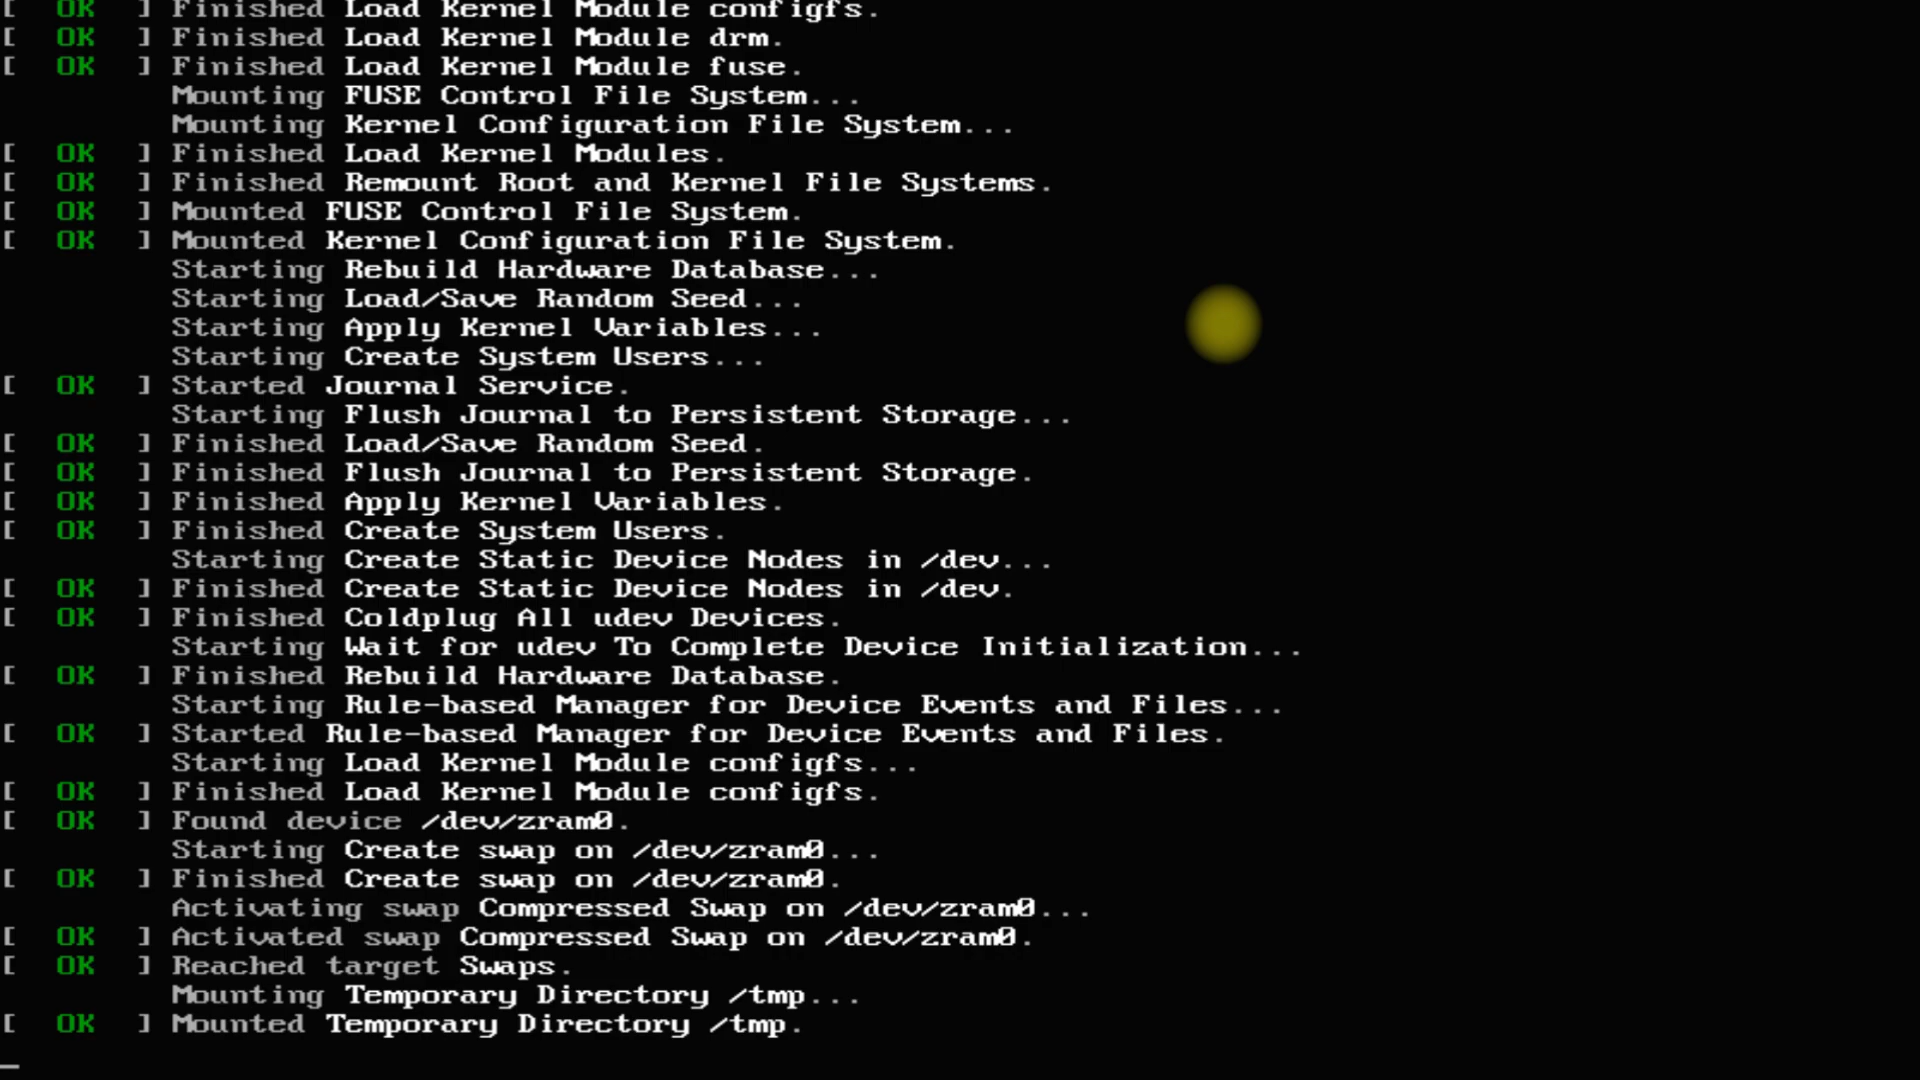 [ OK ] Finished Load Kernel Module configfs.
[ OK ] Finished Load Kernel Module drm.
[ OK ] Finished Load Kernel Module fuse.
Mounting FUSE Control File System...
Mounting Kernel Configuration File System...
[ OK ] Finished Load Kernel Modules.
[ OK ] Finished Remount Root and Kernel File Systems.
[ OK ] Mounted FUSE Control File System.
[ OK ] Mounted Kernel Configuration File System.
Starting Rebuild Hardware Database...
Starting Load/Save Random Seed...
Starting Apply Kernel Variables...
Starting Create System Users...
[ OK ] Started Journal Service.
Starting Flush Journal to Persistent Storage...
[ OK ] Finished Load/Save Random Seed.
[ OK ] Finished Flush Journal to Persistent Storage.
[ OK ] Finished Apply Kernel Variables.
[ OK ] Finished Create System Users.
Starting Create Static Device Nodes in /dev...
[ OK ] Finished Create Static Device Nodes in /dev.
[ OK ] Finished Coldplug All udev Devices.
Starting Wait for udev To Complete Device Initialization...
[ OK ] Finished Rebuild Hardware Database.
Starting Rule-based Manager for Device Events and Files...
[ OK ] Started Rule-based Manager for Device Events and Files.
Starting Load Kernel Module configfs...
[ OK ] Finished Load Kernel Module configfs.
[ OK ] Found device /dev/zram0.
Starting Create swap on /dev/zram0...
[ OK ] Finished Create swap on /dev/zram0.
Activating swap Compressed Swap on /dev/zram0...
[ OK ] Activated swap Compressed Swap on /dev/zram0.
[ OK ] Reached target Swaps.
Mounting Temporary Directory /tmp...
[ OK ] Mounted Temporary Directory /tmp.